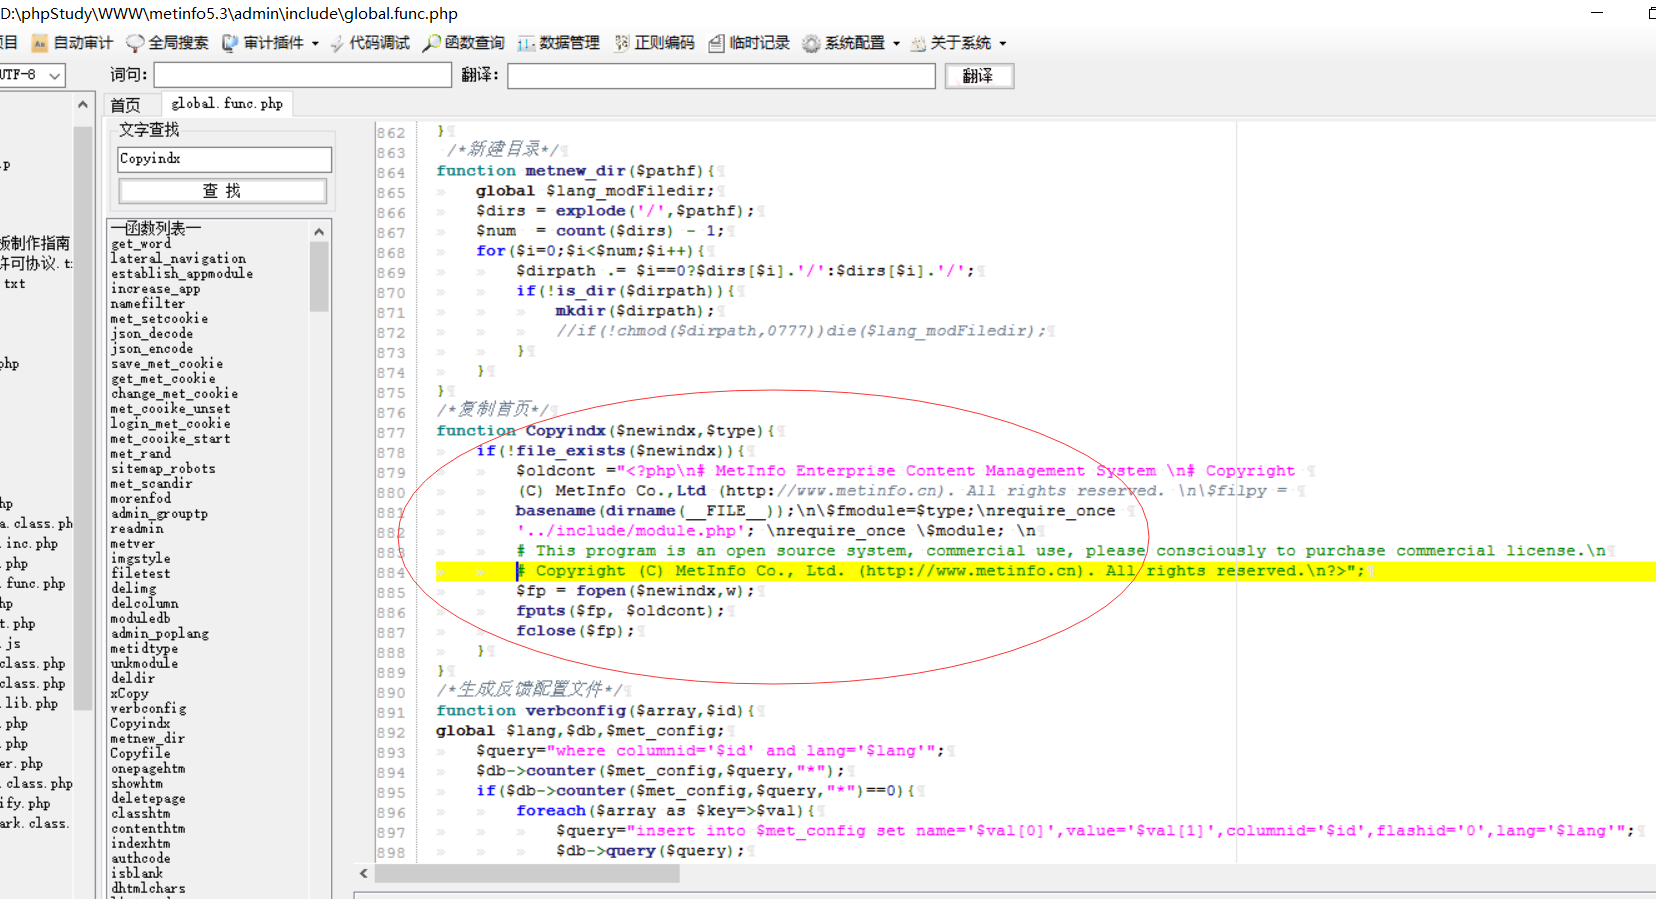 D:\phpStudy\WWW\metinfo5.3\admin\include\global.func.php
项目 自动审计 全局搜索 审计插件 代码调试 函数查询 数据管理 正则编码 临时记录 系统配置 关于系统
UTF-8 词句: 翻译: 翻译
首页 global.func.php
文字查找
Copyindx
查 找
p
板制作指南
许可协议.t
txt
php
hp
a.class.ph
.inc.php
.php
.func.php
hp
t.php
.js
class.php
class.php
.lib.php
.php
.php
er.php
.class.php
ify.php
ark.class.
一函数列表一
get_word
lateral_navigation
establish_appmodule
increase_app
namefilter
met_setcookie
json_decode
json_encode
save_met_cookie
get_met_cookie
change_met_cookie
met_cooike_unset
login_met_cookie
met_cooike_start
met_rand
sitemap_robots
met_scandir
morenfod
admin_grouptp
readmin
metver
imgstyle
filetest
delimg
delcolumn
moduledb
admin_poplang
metidtype
unkmodule
deldir
xCopy
verbconfig
Copyindx
metnew_dir
Copyfile
onepagehtm
showhtm
deletepage
classhtm
contenthtm
indexhtm
authcode
isblank
dhtmlchars
862 }
863 /*新建目录*/
864 function metnew_dir($pathf){
865 global $lang_modFiledir;
866 $dirs = explode('/',$pathf);
867 $num = count($dirs) - 1;
868 for($i=0;$i<$num;$i++){
869 $dirpath .= $i==0?$dirs[$i].'/':$dirs[$i].'/';
870 if(!is_dir($dirpath)){
871 mkdir($dirpath);
872 //if(!chmod($dirpath,0777))die($lang_modFiledir);
873 }
874 }
875 }
876 /*复制首页*/
877 function Copyindx($newindx,$type){
878 if(!file_exists($newindx)){
879 $oldcont ="<?php\n# MetInfo Enterprise Content Management System \n# Copyright
880 (C) MetInfo Co.,Ltd (http://www.metinfo.cn). All rights reserved. \n\$filpy =
881 basename(dirname(__FILE__));\n\$fmodule=$type;\nrequire_once
882 '../include/module.php'; \nrequire_once \$module; \n
883 # This program is an open source system, commercial use, please consciously to purchase commercial license.\n
884 # Copyright (C) MetInfo Co., Ltd. (http://www.metinfo.cn). All rights reserved.\n?>";
885 $fp = fopen($newindx,w);
886 fputs($fp, $oldcont);
887 fclose($fp);
888 }
889 }
890 /*生成反馈配置文件*/
891 function verbconfig($array,$id){
892 global $lang,$db,$met_config;
893 $query="where columnid='$id' and lang='$lang'";
894 $db->counter($met_config,$query,"*");
895 if($db->counter($met_config,$query,"*")==0){
896 foreach($array as $key=>$val){
897 $query="insert into $met_config set name='$val[0]',value='$val[1]',columnid='$id',flashid='0',lang='$lang'";
898 $db->query($query);